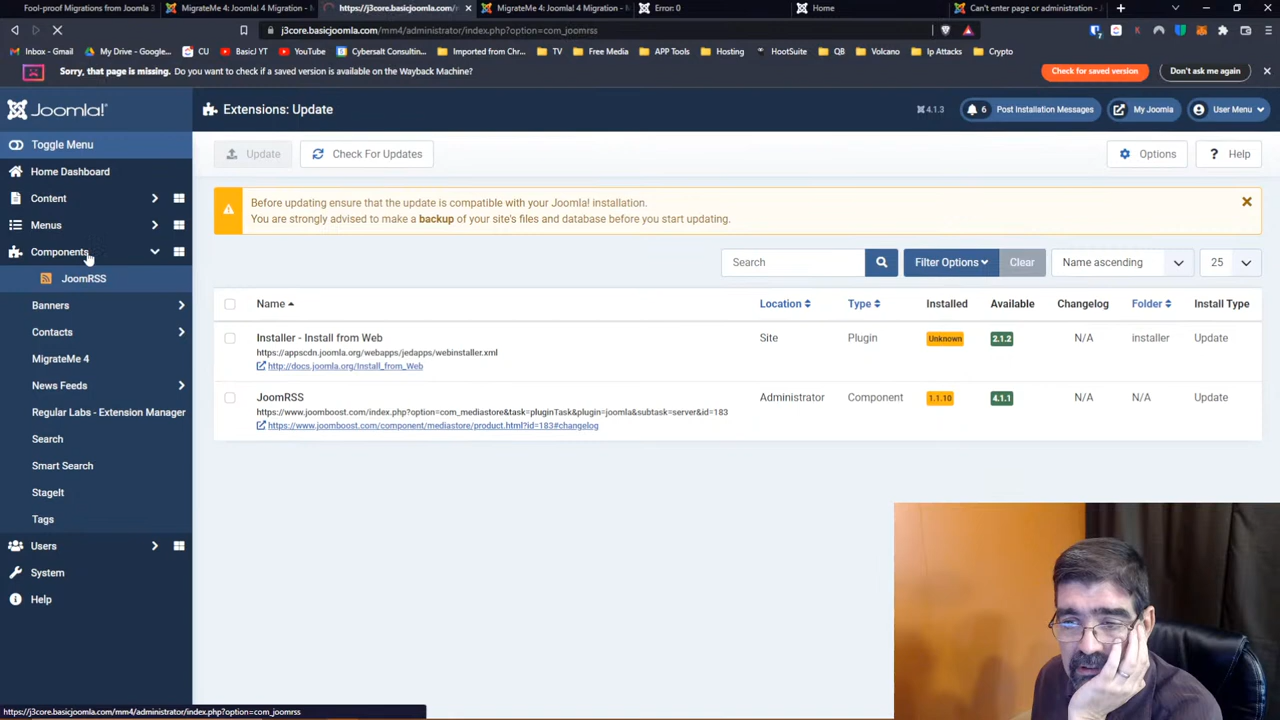 Fool-proof Migrations from Joomla 3
MigrateMe 4: Joomla! 4 Migration -
https://j3core.basicjoomla.com/r
MigrateMe 4: Joomla! 4 Migration -
Error: 0
Home
Can't enter page or administration -
j3core.basicjoomla.com/mm4/administrator/index.php?option=com_joomrss
Inbox - Gmail
My Drive - Google...
CU
BasicJ YT
YouTube
Cybersalt Consulting...
Imported from Chr...
TV
Free Media
APP Tools
Hosting
HootSuite
QB
Volcano
Ip Attacks
Crypto
Sorry, that page is missing. Do you want to check if a saved version is available on the Wayback Machine?
Check for saved version
Don't ask me again
Joomla!
Extensions: Update
4.1.3
6 Post Installation Messages
My Joomla
User Menu
Toggle Menu
Update
Check For Updates
Options
? Help
Home Dashboard
Content
Menus
Components
JoomRSS
Banners
Contacts
MigrateMe 4
News Feeds
Regular Labs - Extension Manager
Search
Smart Search
StageIt
Tags
Users
System
Help
Before updating ensure that the update is compatible with your Joomla! installation.
You are strongly advised to make a backup of your site's files and database before you start updating.
Search
Filter Options
Clear
Name ascending
25
Name
Location
Type
Installed
Available
Changelog
Folder
Install Type
Installer - Install from Web
Site
Plugin
Unknown
2.1.2
N/A
installer
Update
https://appscdn.joomla.org/webapps/jedapps/webinstaller.xml
http://docs.joomla.org/Install_from_Web
JoomRSS
Administrator
Component
1.1.10
4.1.1
N/A
N/A
Update
https://www.joomboost.com/index.php?option=com_mediastore&task=pluginTask&plugin=joomla&subtask=server&id=183
https://www.joomboost.com/component/mediastore/product.html?id=183#changelog
https://j3core.basicjoomla.com/mm4/administrator/index.php?option=com_joomrss